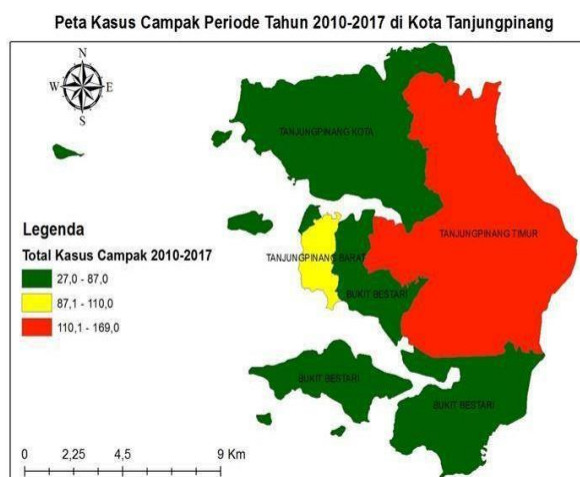 Peta Kasus Campak Periode Tahun 2010-2017 di Kota Tanjungpinang
N
W E
S
TANJUNGPINANG KOTA
TANJUNGPINANG TIMUR
TANJUNGPINANG BARAT
BUKIT BESTARI
BUKIT BESTARI
BUKIT BESTARI
Legenda
Total Kasus Campak 2010-2017
27,0 - 87,0
87,1 - 110,0
110,1 - 169,0
0 2,25 4,5 9 Km